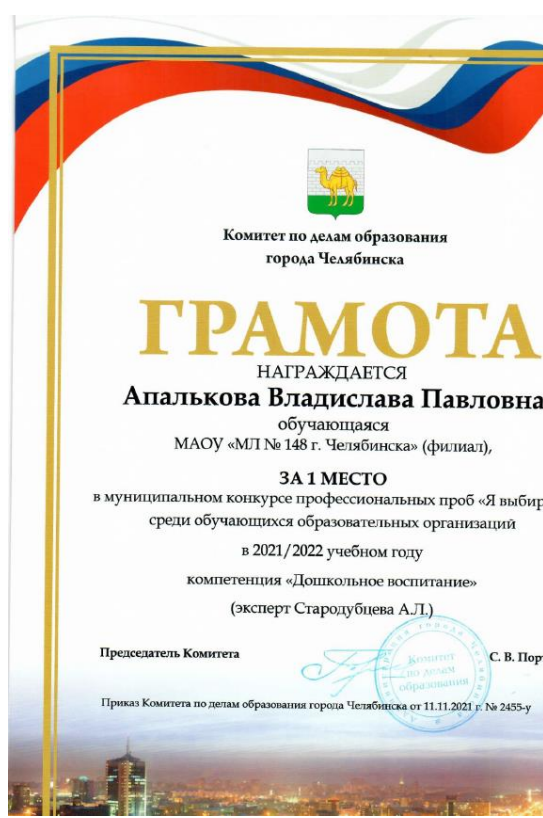 Комитет по делам образования
города Челябинска
ГРАМОТА
НАГРАЖДАЕТСЯ
Апалькова Владислава Павловна
обучающаяся
МАОУ «МЛ № 148 г. Челябинска» (филиал),
ЗА 1 МЕСТО
в муниципальном конкурсе профессиональных проб «Я выбир
среди обучающихся образовательных организаций
в 2021/2022 учебном году
компетенция «Дошкольное воспитание»
(эксперт Стародубцева А.Л.)
Председатель Комитета
С. В. Порт
Комитет
по делам
образования
Приказ Комитета по делам образования города Челябинска от 11.11.2021 г. № 2455-у